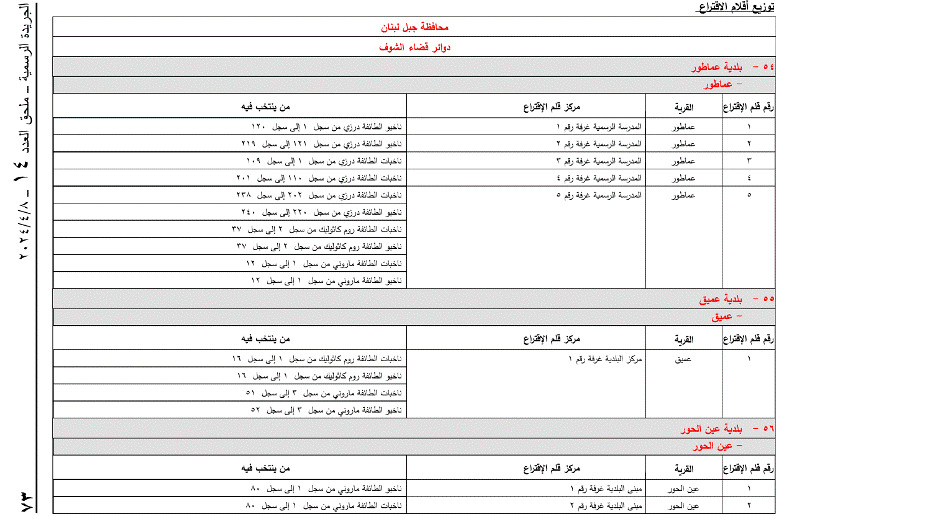 توزيع أقلام الاقتراع
محافظة جبل لبنان
دوائر قضاء الشوف
٥٤ - بلدية عماطور
- عماطور
رقم قلم الإقتراع القرية مركز قلم الإقتراع من ينتخب فيه
١ عماطور المدرسة الرسمية غرفة رقم ١ ناخبو الطائفة درزي من سجل ١ إلى سجل ١٢٠
٢ عماطور المدرسة الرسمية غرفة رقم ٢ ناخبو الطائفة درزي من سجل ١٢١ إلى سجل ٢١٩
٣ عماطور المدرسة الرسمية غرفة رقم ٣ ناخبات الطائفة درزي من سجل ١ إلى سجل ١٠٩
٤ عماطور المدرسة الرسمية غرفة رقم ٤ ناخبات الطائفة درزي من سجل ١١٠ إلى سجل ٢٠١
٥ عماطور المدرسة الرسمية غرفة رقم ٥ ناخبات الطائفة درزي من سجل ٢٠٢ إلى سجل ٢٣٨
ناخبو الطائفة درزي من سجل ٢٢٠ إلى سجل ٢٤٠
ناخبات الطائفة روم كاثوليك من سجل ٢ إلى سجل ٣٧
ناخبو الطائفة روم كاثوليك من سجل ٢ إلى سجل ٣٧
ناخبات الطائفة ماروني من سجل ١ إلى سجل ١٢
ناخبو الطائفة ماروني من سجل ١ إلى سجل ١٢
٥٥ - بلدية عميق
- عميق
رقم قلم الإقتراع القرية مركز قلم الإقتراع من ينتخب فيه
١ عميق مركز البلدية غرفة رقم ١ ناخبات الطائفة روم كاثوليك من سجل ١ إلى سجل ١٦
ناخبو الطائفة روم كاثوليك من سجل ١ إلى سجل ١٦
ناخبات الطائفة ماروني من سجل ٣ إلى سجل ٥١
ناخبو الطائفة ماروني من سجل ٣ إلى سجل ٥٢
٥٦ - بلدية عين الحور
- عين الحور
رقم قلم الإقتراع القرية مركز قلم الإقتراع من ينتخب فيه
١ عين الحور مبنى البلدية غرفة رقم ١ ناخبات الطائفة ماروني من سجل ١ إلى سجل ٨٠
٢ عين الحور مبنى البلدية غرفة رقم ٢ ناخبو الطائفة ماروني من سجل ١ إلى سجل ٨٠
الجريدة الرسمية – ملحق العدد ١٤ – ٢٠٢٤/٤/٨
٧٣